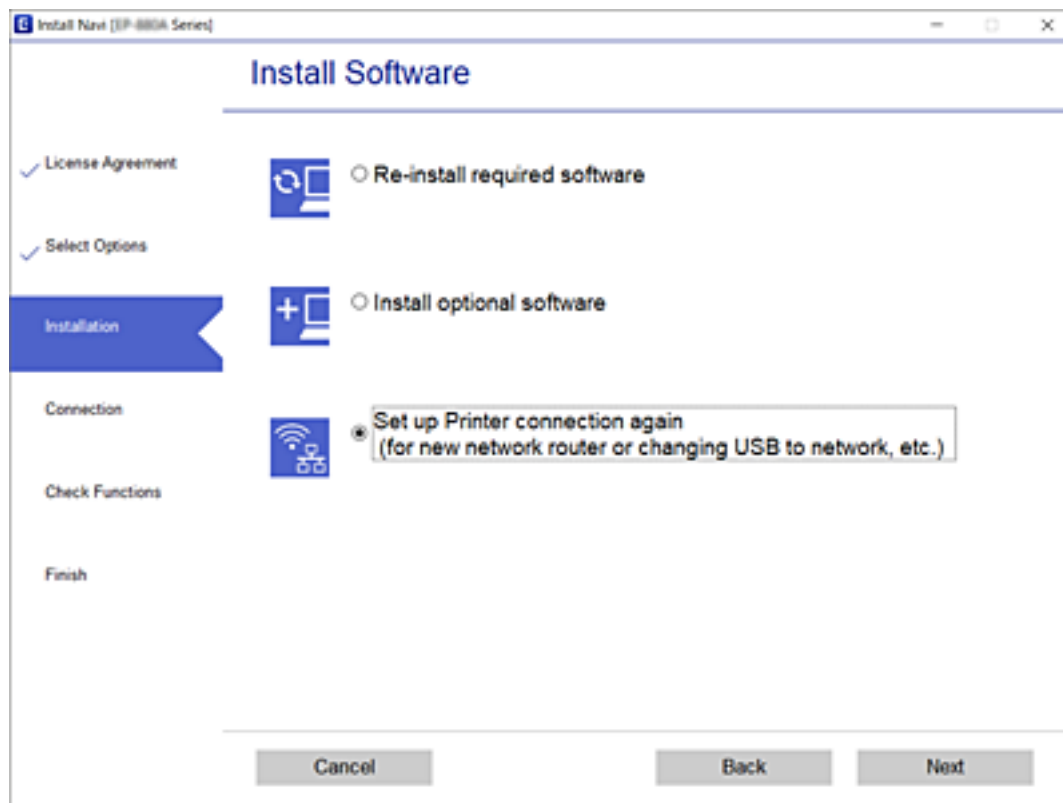 Install Navi [EP-880A Series]
Install Software
License Agreement
Select Options
Installation
Connection
Check Functions
Finish
Re-install required software
Install optional software
Set up Printer connection again
(for new network router or changing USB to network, etc.)
Cancel
Back
Next